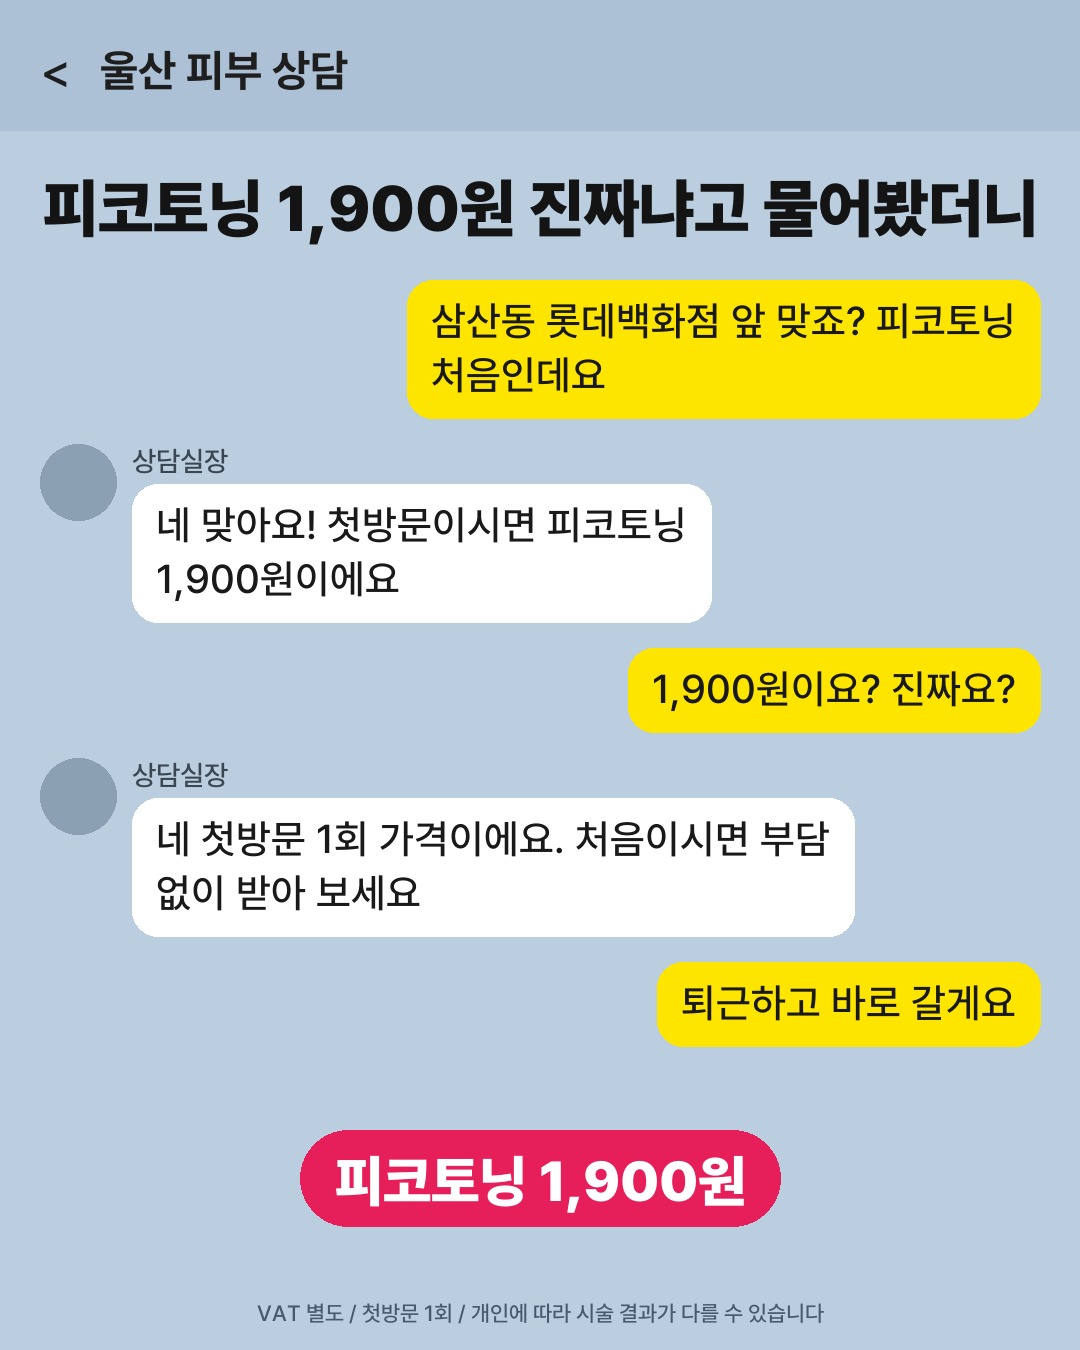 < 울산 피부 상담
피코토닝 1,900원 진짜냐고 물어봤더니
삼산동 롯데백화점 앞 맞죠? 피코토닝
처음인데요
상담실장
네 맞아요! 첫방문이시면 피코토닝
1,900원이에요
1,900원이요? 진짜요?
상담실장
네 첫방문 1회 가격이에요. 처음이시면 부담
없이 받아 보세요
퇴근하고 바로 갈게요
피코토닝 1,900원
VAT 별도 / 첫방문 1회 / 개인에 따라 시술 결과가 다를 수 있습니다